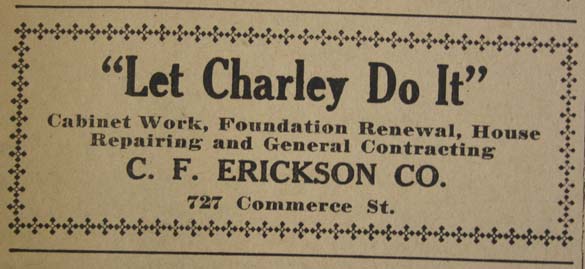 “Let Charley Do It”
Cabinet Work, Foundation Renewal, House
Repairing and General Contracting
C. F. ERICKSON CO.
727 Commerce St.